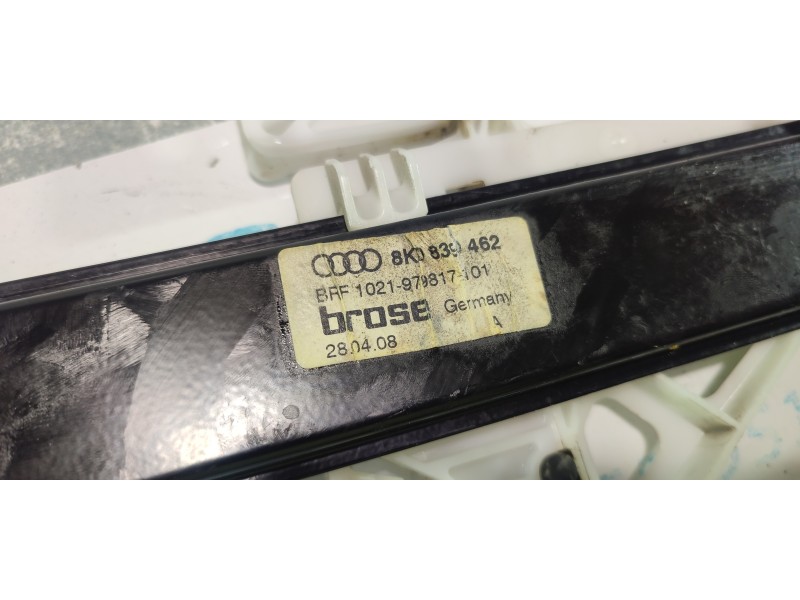 8K0 839 462
BRF 1021-979817-101
brose Germany
28.04.08 A